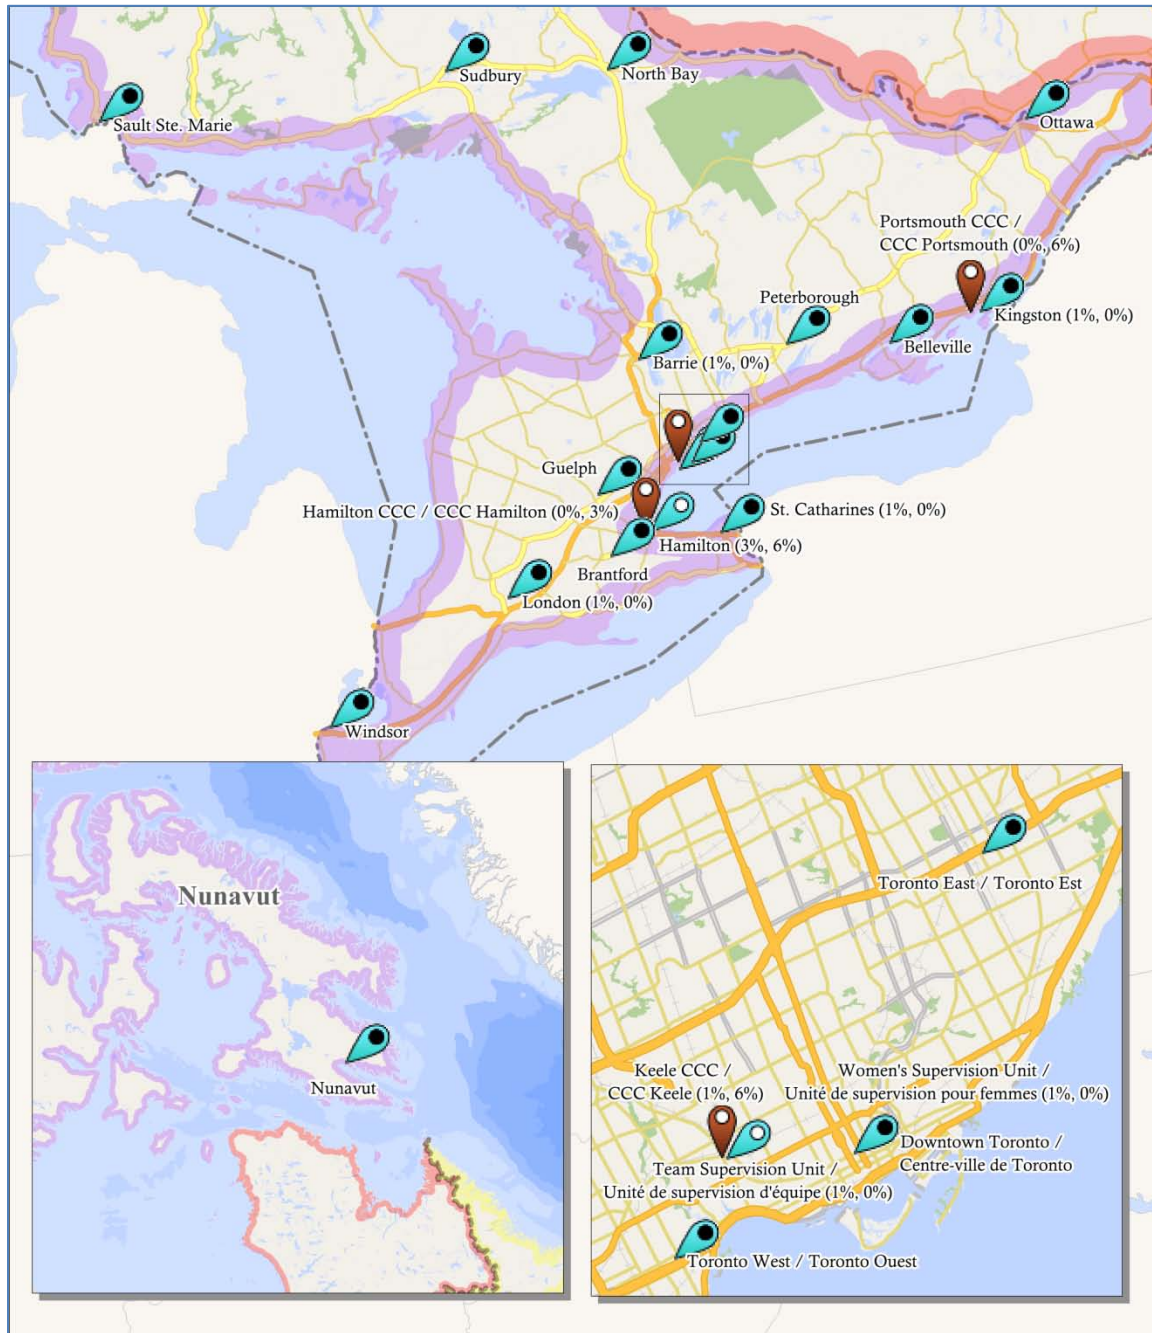 Sudbury
North Bay
Sault Ste. Marie
Ottawa
Portsmouth CCC /
CCC Portsmouth (0%, 6%)
Peterborough
Kingston (1%, 0%)
Belleville
Barrie (1%, 0%)
Guelph
Hamilton CCC / CCC Hamilton (0%, 3%)
St. Catharines (1%, 0%)
Hamilton (3%, 6%)
Brantford
London (1%, 0%)
Windsor
Nunavut
Nunavut
Toronto East / Toronto Est
Keele CCC /
CCC Keele (1%, 6%)
Women's Supervision Unit /
Unité de supervision pour femmes (1%, 0%)
Downtown Toronto /
Centre-ville de Toronto
Team Supervision Unit /
Unité de supervision d'équipe (1%, 0%)
Toronto West / Toronto Ouest